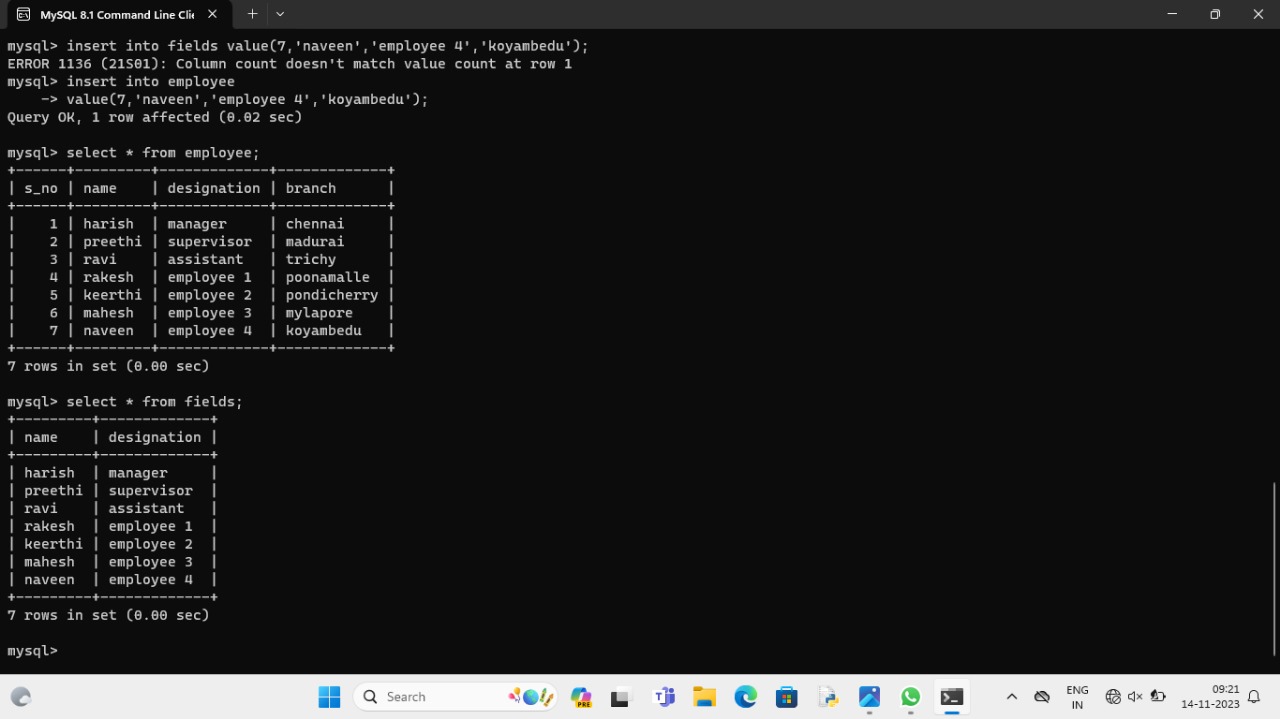 MySQL 8.1 Command Line Clie
mysql> insert into fields value(7,'naveen','employee 4','koyambedu');
ERROR 1136 (21S01): Column count doesn't match value count at row 1
mysql> insert into employee
    -> value(7,'naveen','employee 4','koyambedu');
Query OK, 1 row affected (0.02 sec)

mysql> select * from employee;
+------+---------+-------------+-------------+
| s_no | name    | designation | branch      |
+------+---------+-------------+-------------+
|    1 | harish  | manager     | chennai     |
|    2 | preethi | supervisor  | madurai     |
|    3 | ravi    | assistant   | trichy      |
|    4 | rakesh  | employee 1  | poonamalle  |
|    5 | keerthi | employee 2  | pondicherry |
|    6 | mahesh  | employee 3  | mylapore    |
|    7 | naveen  | employee 4  | koyambedu   |
+------+---------+-------------+-------------+
7 rows in set (0.00 sec)

mysql> select * from fields;
+---------+-------------+
| name    | designation |
+---------+-------------+
| harish  | manager     |
| preethi | supervisor  |
| ravi    | assistant   |
| rakesh  | employee 1  |
| keerthi | employee 2  |
| mahesh  | employee 3  |
| naveen  | employee 4  |
+---------+-------------+
7 rows in set (0.00 sec)

mysql>
Search
PRE
ENG
IN
09:21
14-11-2023